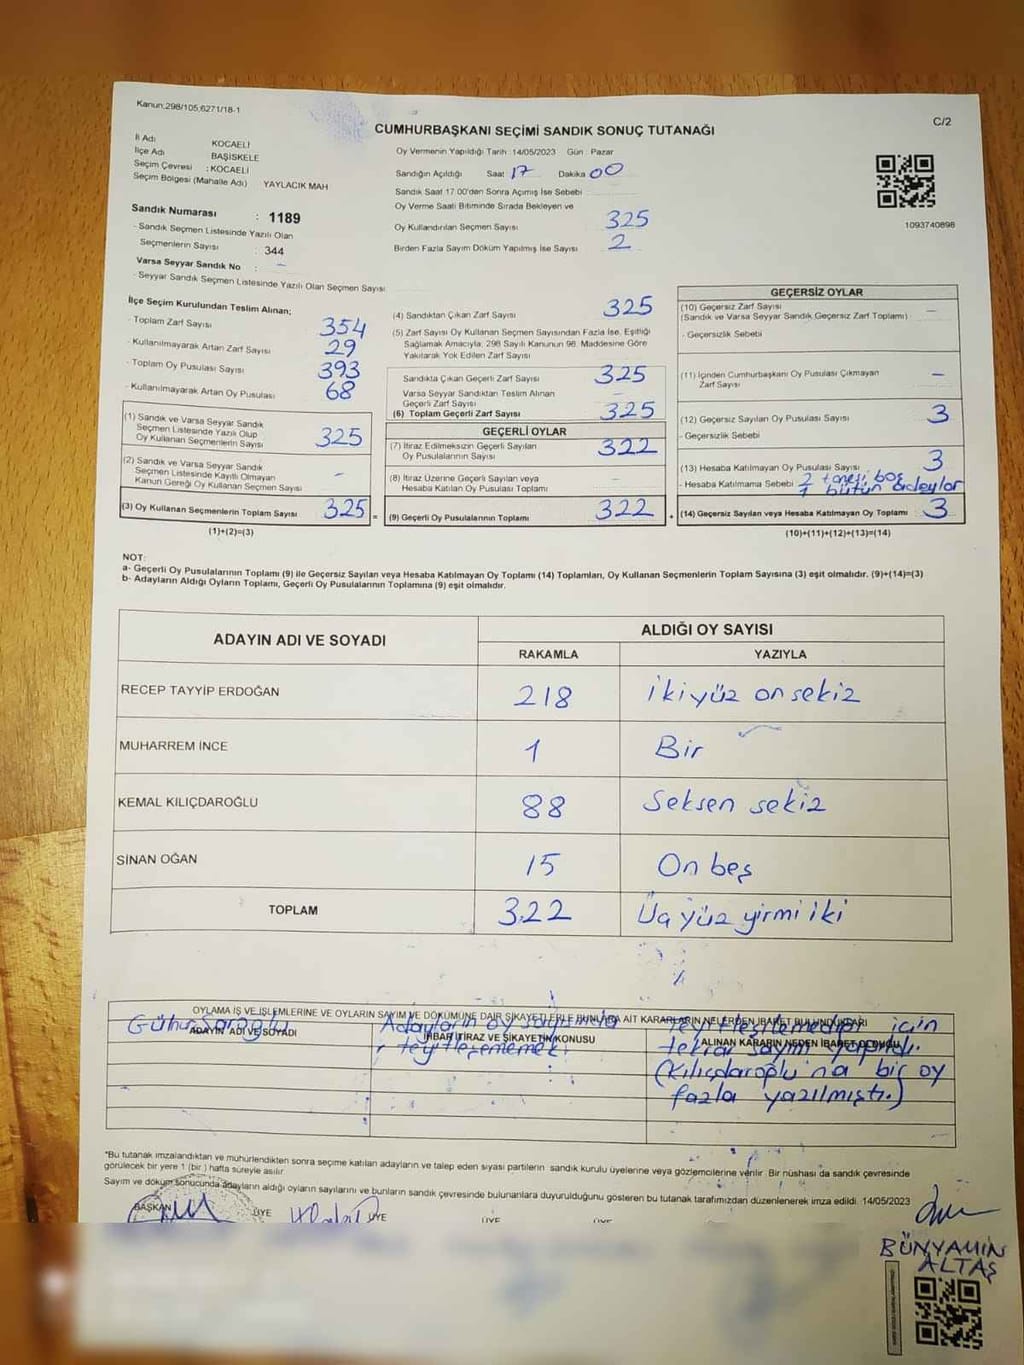 Kanun:298/105;6271/18-1
C/2
CUMHURBAŞKANI SEÇİMİ SANDIK SONUÇ TUTANAĞI
İl Adı KOCAELİ
İlçe Adı BAŞİSKELE
Seçim Çevresi : KOCAELİ
Seçim Bölgesi (Mahalle Adı) YAYLACIK MAH
Sandık Numarası : 1189
- Sandık Seçmen Listesinde Yazılı Olan
Seçmenlerin Sayısı : 344
Varsa Seyyar Sandık No : -
- Seyyar Sandık Seçmen Listesinde Yazılı Olan Seçmen Sayısı
Oy Vermenin Yapıldığı Tarih :14/05/2023 Gün : Pazar
Sandığın Açıldığı Saat 17 Dakika 00
Sandık Saat 17.00'den Sonra Açılmış İse Sebebi
Oy Verme Saati Bitiminde Sırada Bekleyen ve
Oy Kullandırılan Seçmen Sayısı 325
Birden Fazla Sayım Döküm Yapılmış İse Sayısı 2
1093740898
İlçe Seçim Kurulundan Teslim Alınan;
- Toplam Zarf Sayısı 354
- Kullanılmayarak Artan Zarf Sayısı 29
- Toplam Oy Pusulası Sayısı 393
- Kullanılmayarak Artan Oy Pusulası 68
(1) Sandık ve Varsa Seyyar Sandık
Seçmen Listesinde Yazılı Olup
Oy Kullanan Seçmenlerin Sayısı 325
(2) Sandık ve Varsa Seyyar Sandık
Seçmen Listesinde Kayıtlı Olmayan
Kanun Gereği Oy Kullanan Seçmen Sayısı -
(3) Oy Kullanan Seçmenlerin Toplam Sayısı 325 =
(1)+(2)=(3)
(4) Sandıktan Çıkan Zarf Sayısı 325
(5) Zarf Sayısı Oy Kullanan Seçmen Sayısından Fazla İse, Eşitliği
Sağlamak Amacıyla, 298 Sayılı Kanunun 98. Maddesine Göre
Yakılarak Yok Edilen Zarf Sayısı
Sandıkta Çıkan Geçerli Zarf Sayısı 325
Varsa Seyyar Sandıktan Teslim Alınan
Geçerli Zarf Sayısı -
(6) Toplam Geçerli Zarf Sayısı 325
GEÇERLİ OYLAR
(7) İtiraz Edilmeksizin Geçerli Sayılan
Oy Pusulalarının Sayısı 322
(8) İtiraz Üzerine Geçerli Sayılan veya
Hesaba Katılan Oy Pusulası Toplamı -
(9) Geçerli Oy Pusulalarının Toplamı 322 +
GEÇERSİZ OYLAR
(10) Geçersiz Zarf Sayısı -
(Sandık ve Varsa Seyyar Sandık Geçersiz Zarf Toplamı)
- Geçersizlik Sebebi
(11) İçinden Cumhurbaşkanı Oy Pusulası Çıkmayan
Zarf Sayısı -
(12) Geçersiz Sayılan Oy Pusulası Sayısı 3
- Geçersizlik Sebebi
(13) Hesaba Katılmayan Oy Pusulası Sayısı 3
- Hesaba Katılmama Sebebi 2 tanesi boş
1 bütün adaylar
(14) Geçersiz Sayılan veya Hesaba Katılmayan Oy Toplamı 3
(10)+(11)+(12)+(13)=(14)
NOT:
a- Geçerli Oy Pusulalarının Toplamı (9) ile Geçersiz Sayılan veya Hesaba Katılmayan Oy Toplamı (14) Toplamları, Oy Kullanan Seçmenlerin Toplam Sayısına (3) eşit olmalıdır. (9)+(14)=(3)
b- Adayların Aldığı Oyların Toplamı, Geçerli Oy Pusulalarının Toplamına (9) eşit olmalıdır.
ADAYIN ADI VE SOYADI
ALDIĞI OY SAYISI
RAKAMLA YAZIYLA
RECEP TAYYİP ERDOĞAN 218 İkiyüz on sekiz
MUHARREM İNCE 1 Bir
KEMAL KILIÇDAROĞLU 88 Seksen sekiz
SİNAN OĞAN 15 On beş
TOPLAM 322 Üç yüz yirmi iki
OYLAMA İŞ VE İŞLEMLERİNE VE OYLARIN SAYIM VE DÖKÜMÜNE DAİR ŞİKAYETLERLE BUNLARA AİT KARARLARIN NELERDEN İBARET BULUNDUKLARI
ADAYIN ADI VE SOYADI İHBAR İTİRAZ VE ŞİKAYETİN KONUSU ALINAN KARARIN NEDEN İBARET OLDUĞU
Adayların oy sayısında teyitleşilemediği için
teyitleşememek tekrar sayım yapıldı.
(Kılıçdaroğlu'na bir oy
fazla yazılmıştı.)
*Bu tutanak imzalandıktan ve mühürlendikten sonra seçime katılan adayların ve talep eden siyasi partilerin sandık kurulu üyelerine veya gözlemcilerine verilir. Bir nüshası da sandık çevresinde
görülecek bir yere 1 (bir) hafta süreyle asılır.
Sayım ve döküm sonucunda adayların aldığı oyların sayılarını ve bunların sandık çevresinde bulunanlara duyurulduğunu gösteren bu tutanak tarafımızdan düzenlenerek imza edildi. 14/05/2023
BAŞKAN ÜYE ÜYE ÜYE
BÜNYAMİN
ALTAŞ